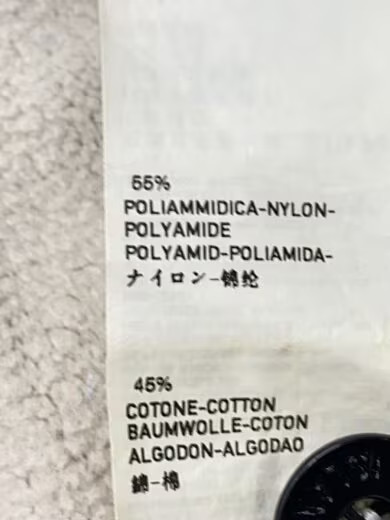 55%
POLIAMMIDICA-NYLON-
POLYAMIDE
POLYAMID-POLIAMIDA-
ナイロン-锦纶
45%
COTONE-COTTON
BAUMWOLLE-COTON
ALGODON-ALGODAO
綿-棉